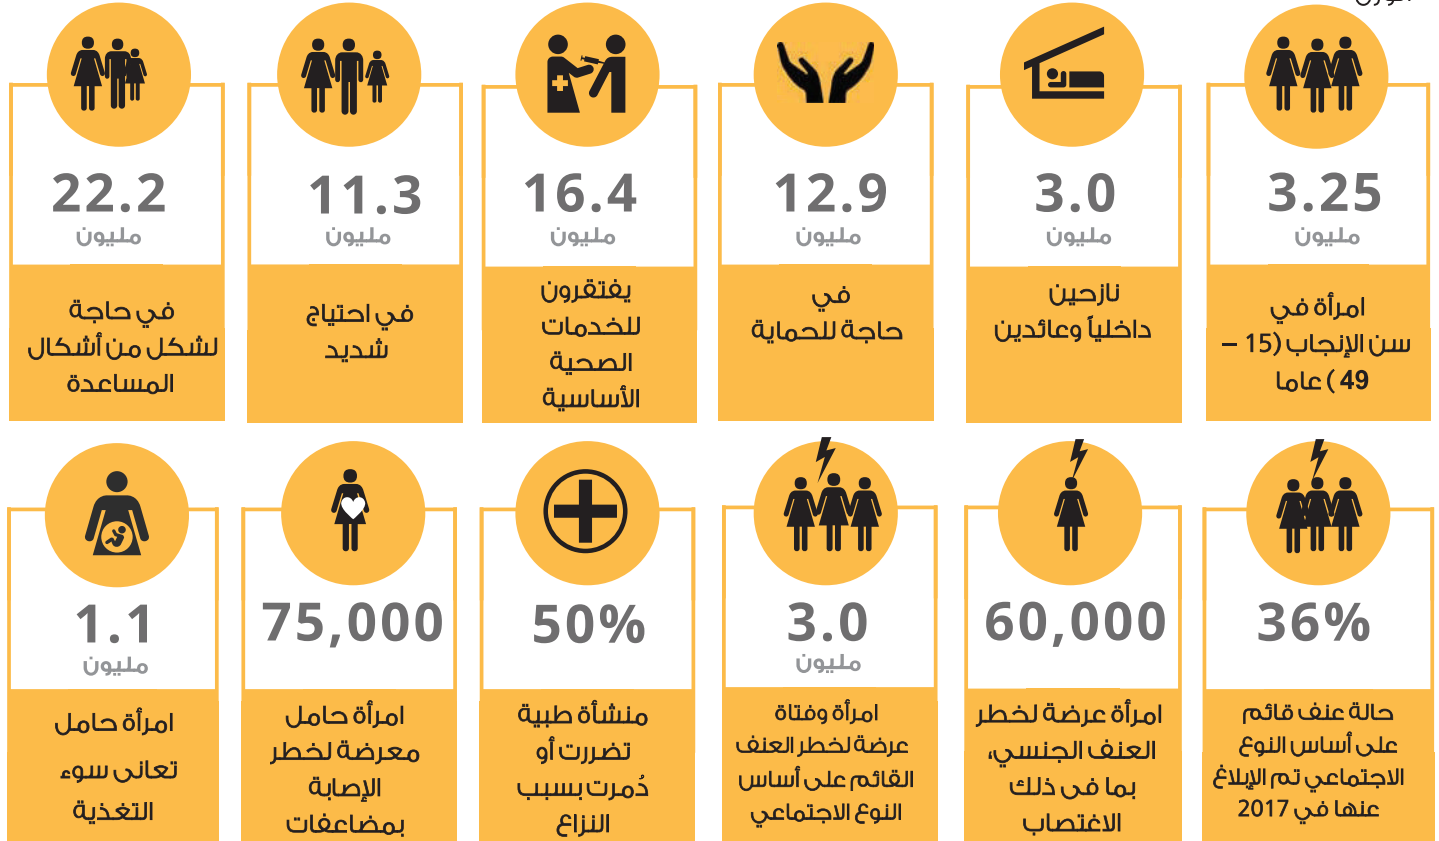 3.25
مليون
امرأة في
سن الإنجاب (15 –
49 ) عاما
3.0
مليون
نازحين
داخلياً وعائدين
12.9
مليون
في
حاجة للحماية
16.4
مليون
يفتقرون
للخدمات
الصحية
الأساسية
11.3
مليون
في احتياج
شديد
22.2
مليون
في حاجة
لشكل من أشكال
المساعدة
36%
حالة عنف قائم
على أساس النوع
الاجتماعي تم الإبلاغ
عنها في 2017
60,000
امرأة عرضة لخطر
العنف الجنسي،
بما فى ذلك
الاغتصاب
3.0
مليون
امرأة وفتاة
عرضة لخطر العنف
القائم على أساس
النوع الاجتماعي
50%
منشأة طبية
تضررت أو
دُمرت بسبب
النزاع
75,000
امرأة حامل
معرضة لخطر
الإصابة
بمضاعفات
1.1
مليون
امرأة حامل
تعانى سوء
التغذية